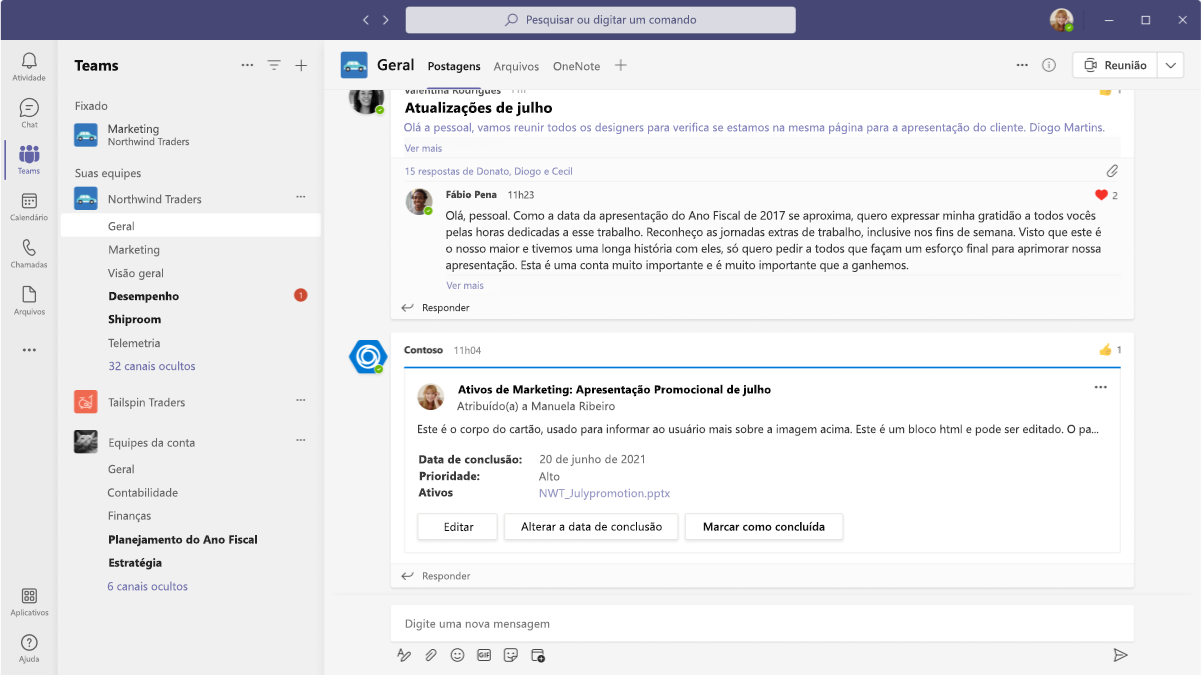 Pesquisar ou digitar um comando
Atividade
Chat
Teams
Calendário
Chamadas
Arquivos
Aplicativos
Ajuda
Teams
Fixado
Marketing
Northwind Traders
Suas equipes
Northwind Traders
Geral
Marketing
Visão geral
Desempenho 1
Shiproom
Telemetria
32 canais ocultos
Tailspin Traders
Equipes da conta
Geral
Contabilidade
Finanças
Planejamento do Ano Fiscal
Estratégia
6 canais ocultos
Geral Postagens Arquivos OneNote
Reunião
Valentina Rodrigues 11h 1
Atualizações de julho
Olá a pessoal, vamos reunir todos os designers para verifica se estamos na mesma página para a apresentação do cliente. Diogo Martins.
Ver mais
15 respostas de Donato, Diogo e Cecil
Fábio Pena 11h23 2
Olá, pessoal. Como a data da apresentação do Ano Fiscal de 2017 se aproxima, quero expressar minha gratidão a todos vocês
pelas horas dedicadas a esse trabalho. Reconheço as jornadas extras de trabalho, inclusive nos fins de semana. Visto que este é
o nosso maior e tivemos uma longa história com eles, só quero pedir a todos que façam um esforço final para aprimorar nossa
apresentação. Esta é uma conta muito importante e é muito importante que a ganhemos.
Ver mais
Responder
Contoso 11h04 1
Ativos de Marketing: Apresentação Promocional de julho
Atribuído(a) a Manuela Ribeiro
Este é o corpo do cartão, usado para informar ao usuário mais sobre a imagem acima. Este é um bloco html e pode ser editado. O pa...
Data de conclusão: 20 de junho de 2021
Prioridade: Alto
Ativos NWT_Julypromotion.pptx
Editar Alterar a data de conclusão Marcar como concluída
Responder
Digite uma nova mensagem
GIF